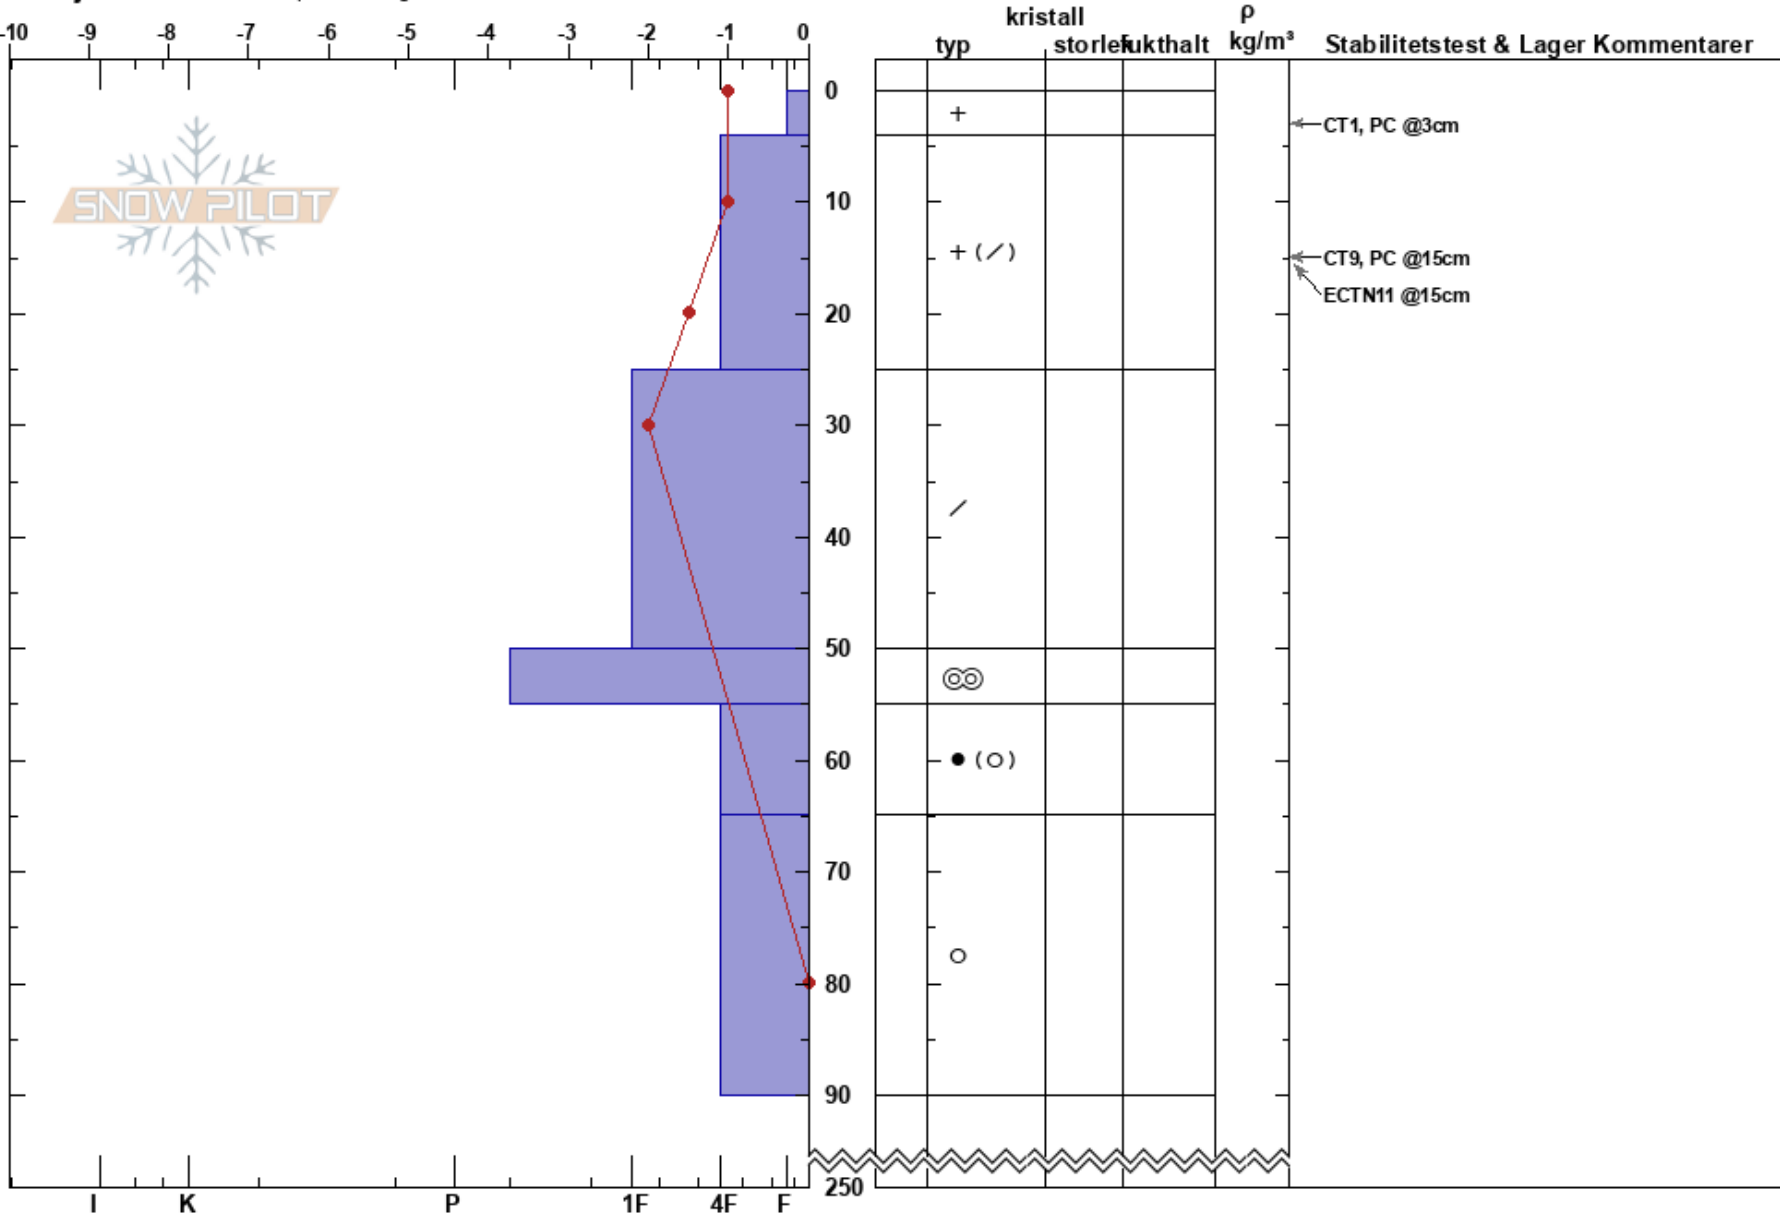 kristall ρ
-10 -9 -8 -7 -6 -5 -4 -3 -2 -1 0 typ storlek fukthalt kg/m³ Stabilitetstest & Lager Kommentarer
0
+
CT1, PC @3cm
SNOW PILOT
10
+ (/)
CT9, PC @15cm
ECTN11 @15cm
20
30
/
40
50
60
● (○)
70
○
80
90
250
I K P 1F 4F F